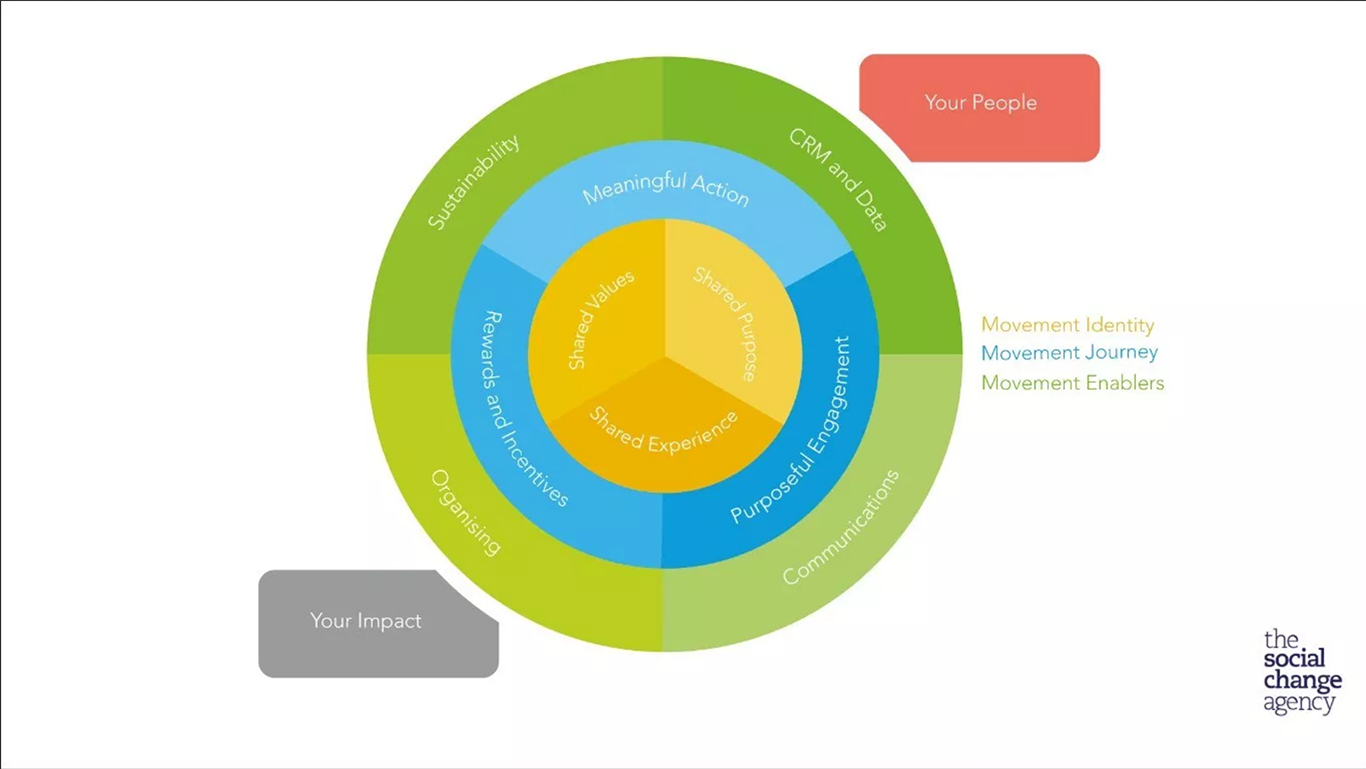 Your People
CRM and Data
Sustainability
Meaningful Action
Shared Values
Shared Purpose
Shared Experience
Rewards and Incentives
Purposeful Engagement
Movement Identity
Movement Journey
Movement Enablers
Organising
Communications
Your Impact
the
social
change
agency